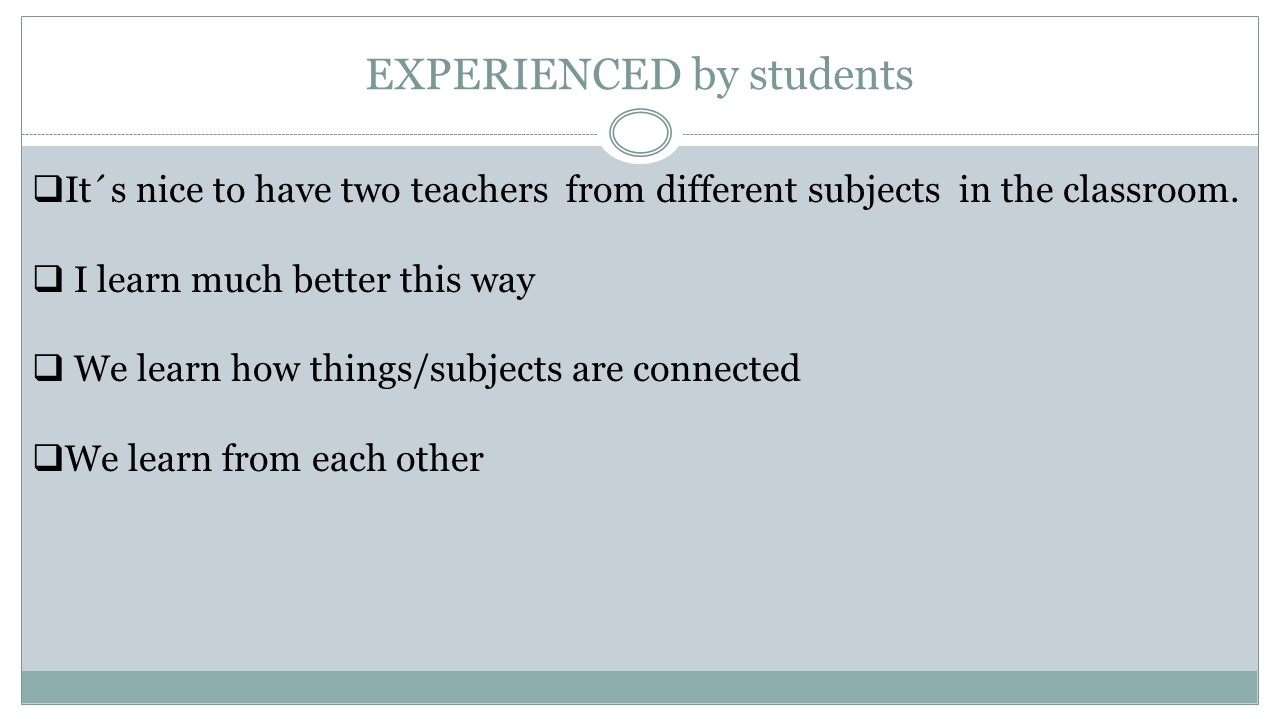 EXPERIENCED by students
❑It´s nice to have two teachers  from different subjects  in the classroom.
❑ I learn much better this way
❑ We learn how things/subjects are connected
❑We learn from each other